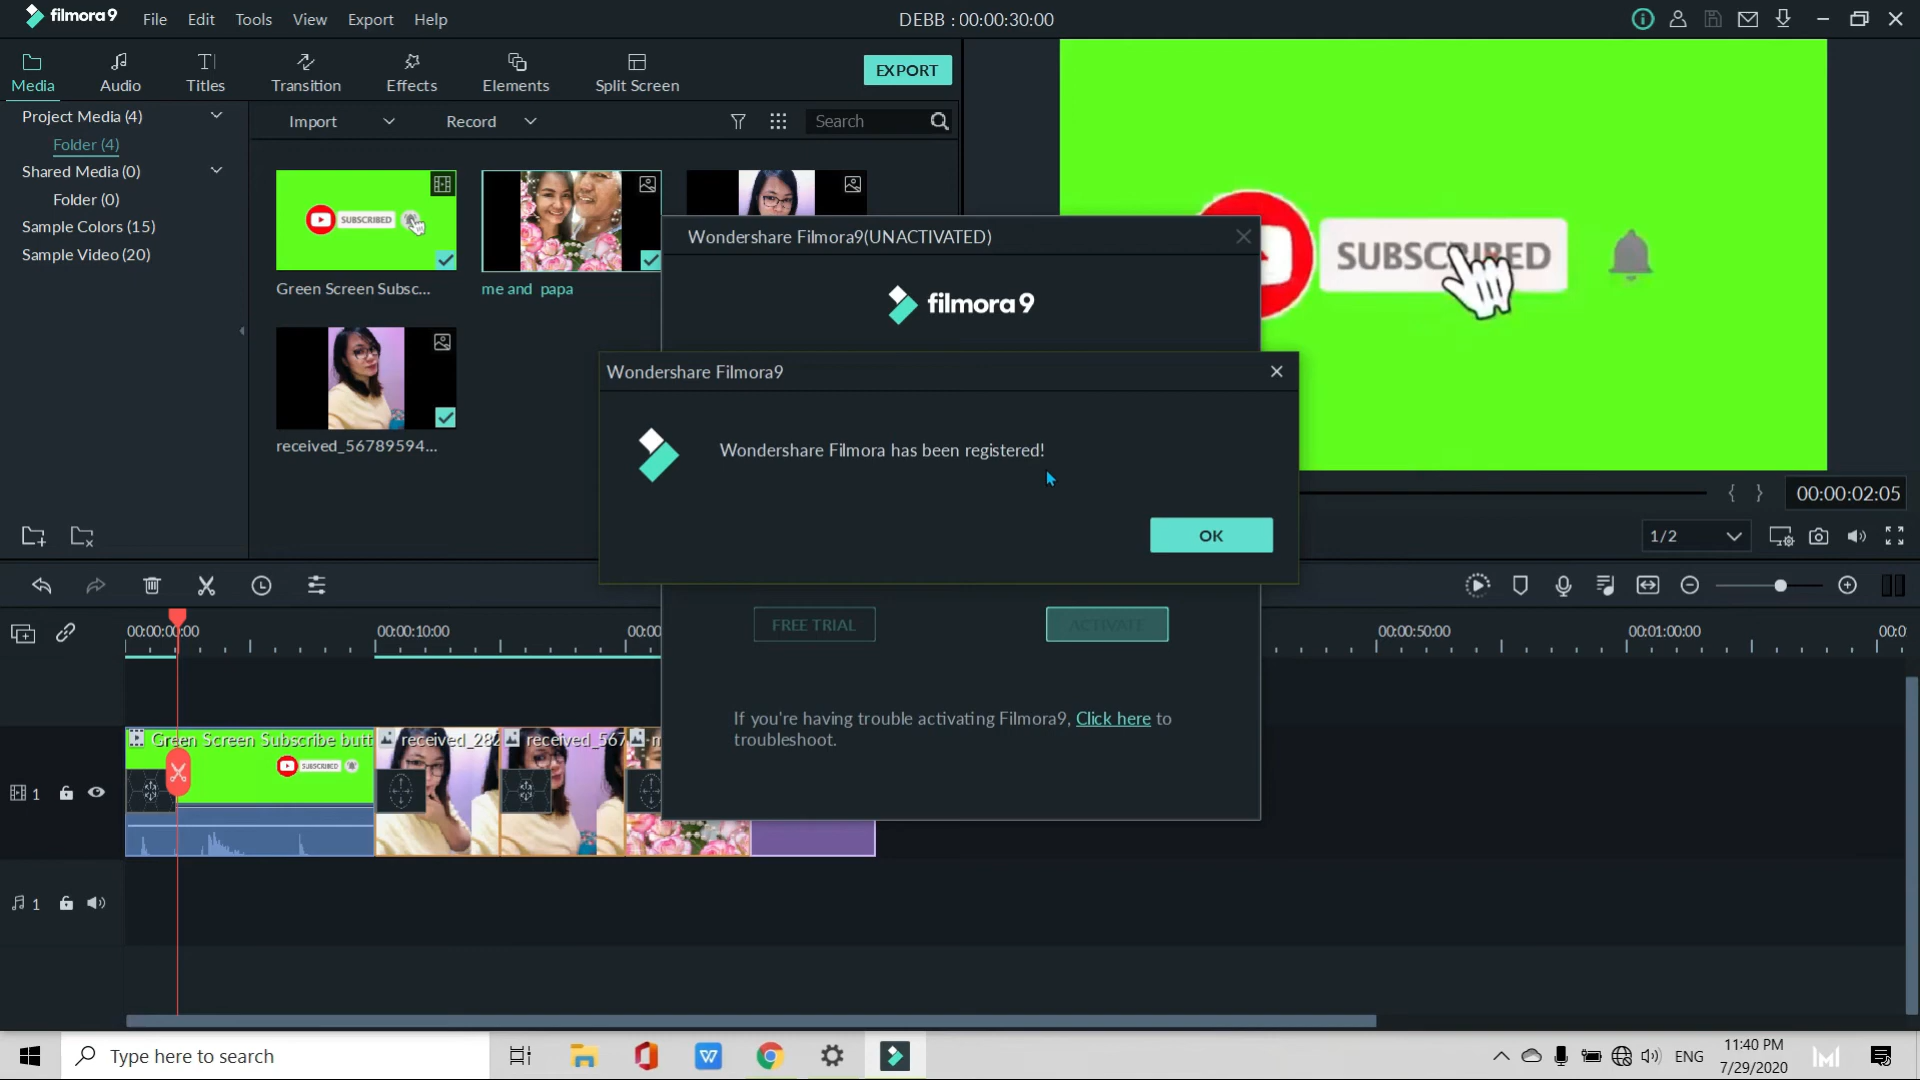 filmora9 File Edit Tools View Export Help DEBB : 00:00:30:00
Media Audio Titles Transition Effects Elements Split Screen EXPORT
Project Media (4) Import Record Search
Folder (4)
Shared Media (0)
Folder (0)
Sample Colors (15)
Sample Video (20)
SUBSCRIBED
Green Screen Subsc...
me and papa
received_56789594...
SUBSCRIBED
Wondershare Filmora9(UNACTIVATED)
filmora9
Wondershare Filmora9
Wondershare Filmora has been registered!
OK
FREE TRIAL ACTIVATE
If you're having trouble activating Filmora9, Click here to
troubleshoot.
00:00:02:05
1/2
00:00:00:00 00:00:10:00 00:00 00:00:50:00 00:01:00:00 00:0
Green Screen Subscribe butt received_282 received_567 m
SUBSCRIBED
1
1
Type here to search
W
ENG
11:40 PM
7/29/2020